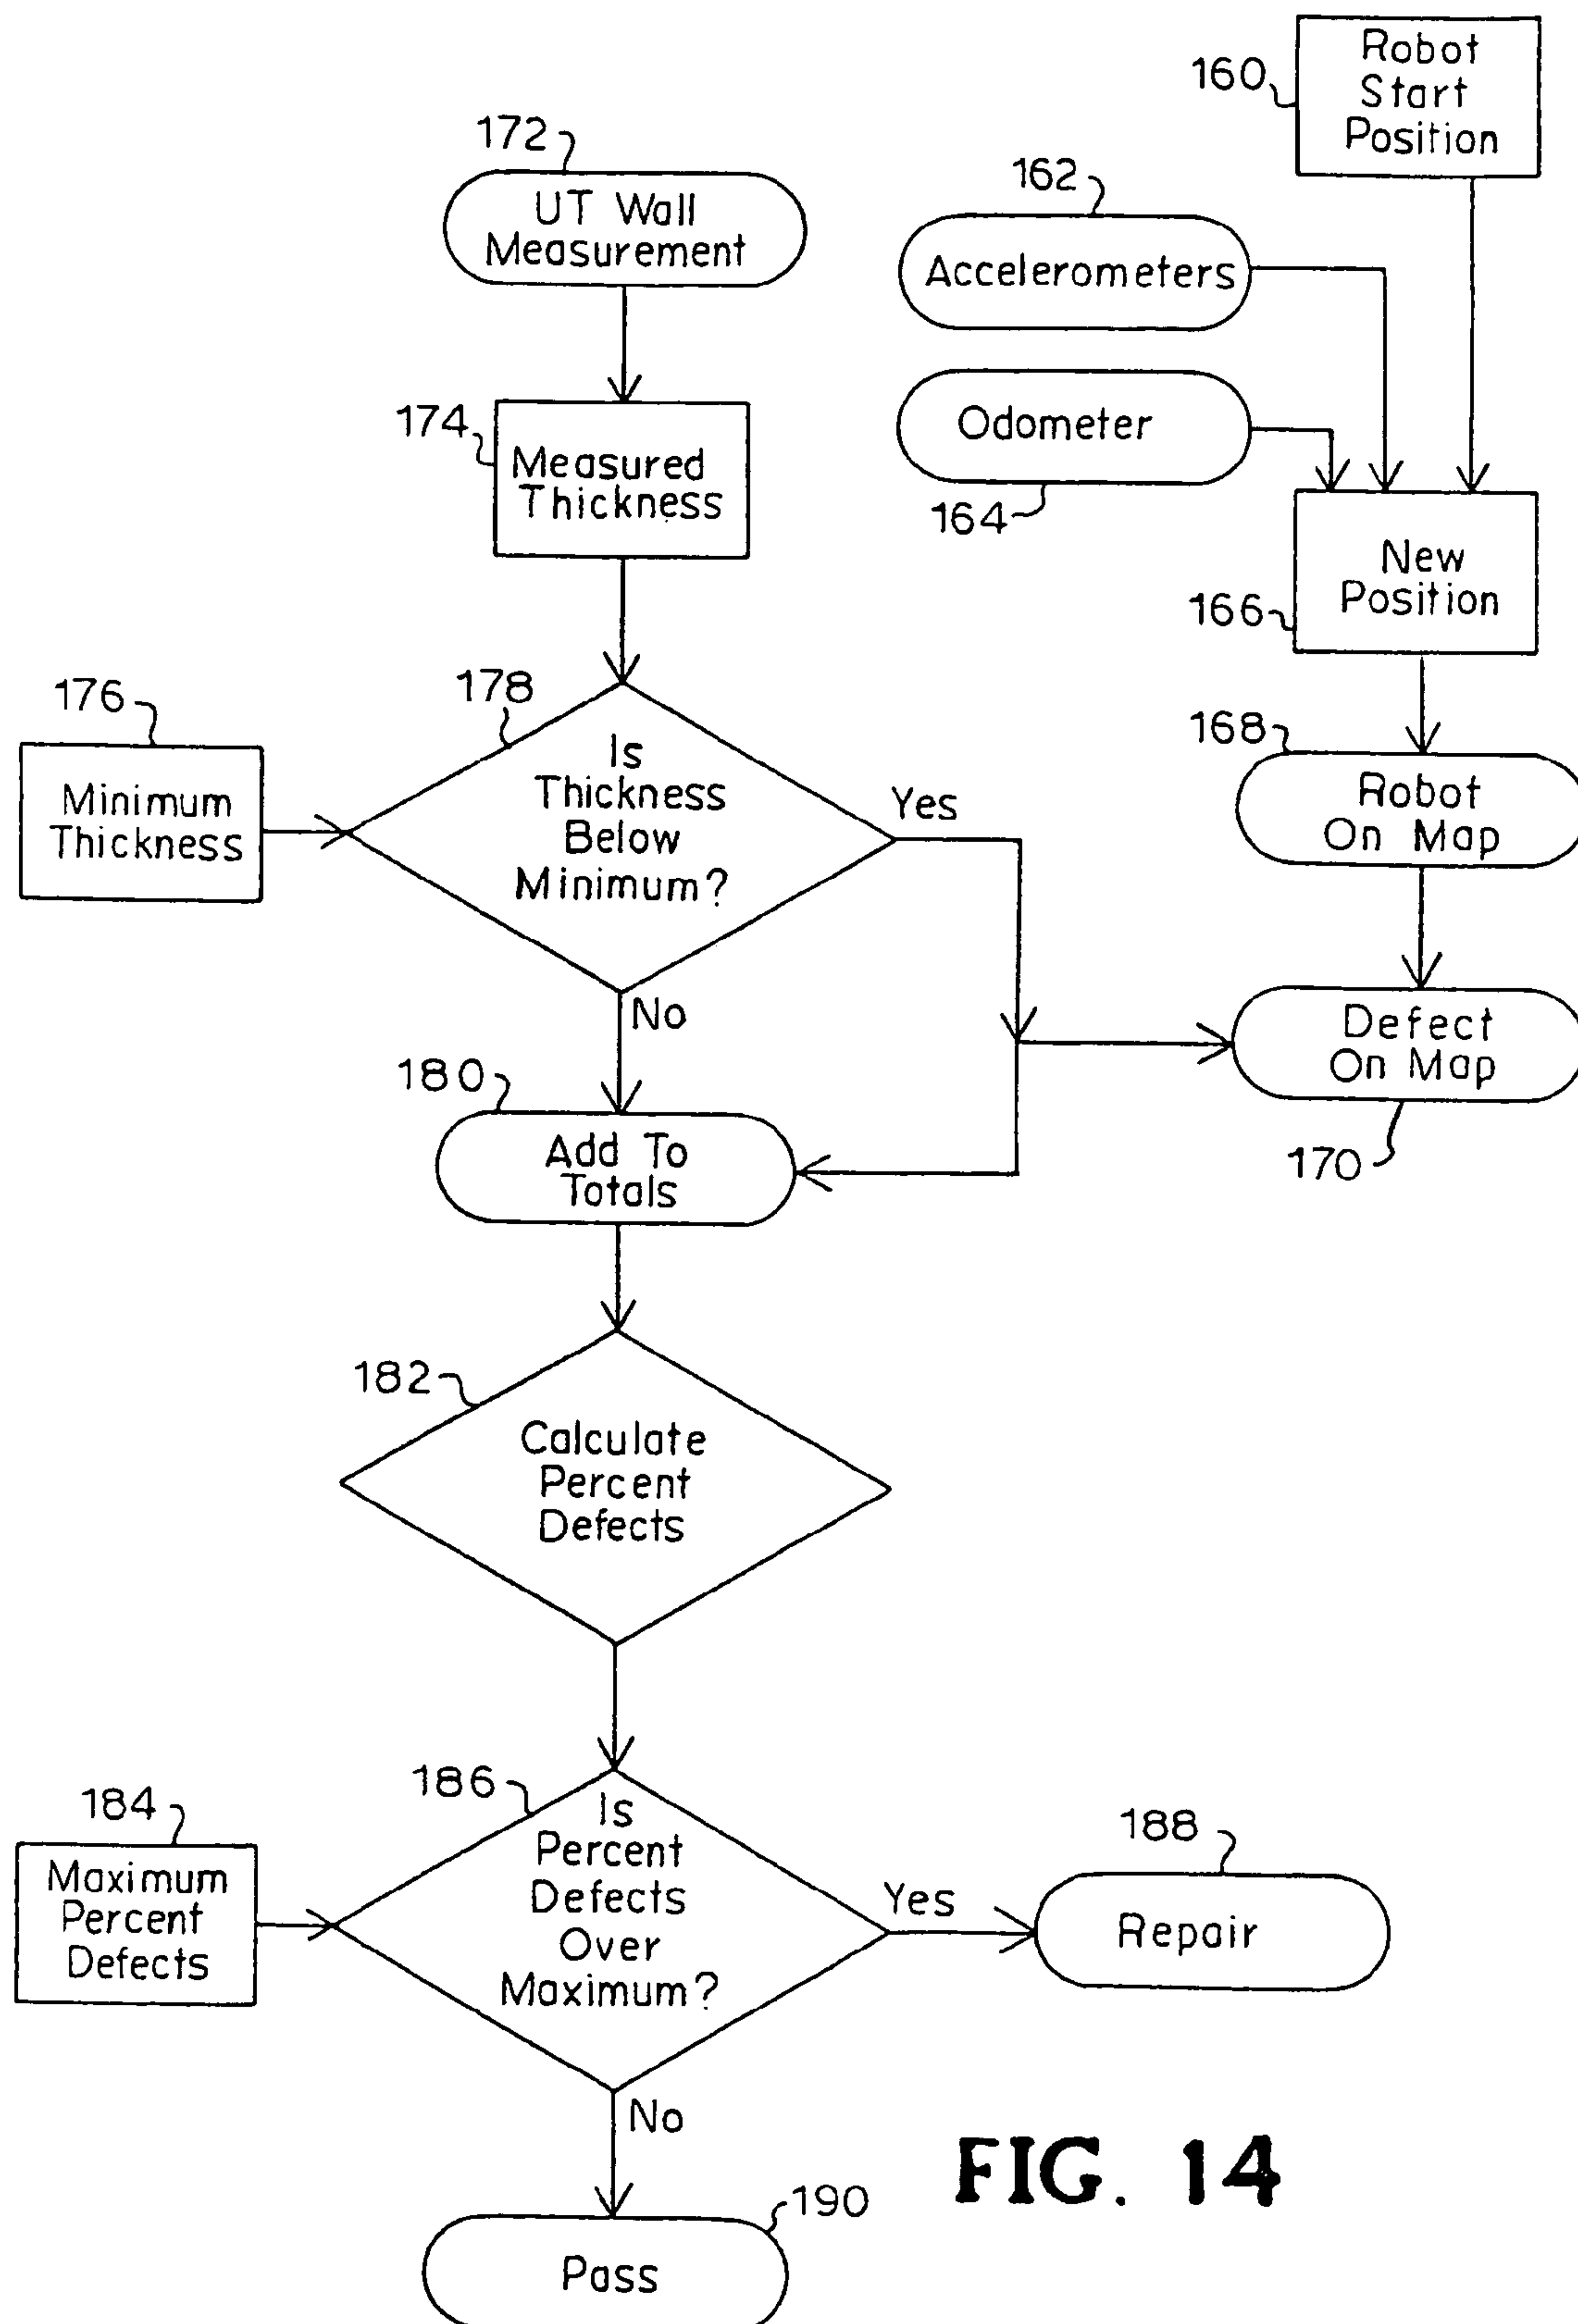 160
Robot
Start
Position
172
UT Wall
Measurement
162
Accelerometers
174
Measured
Thickness
Odometer
164
New
Position
166
176
Minimum
Thickness
178
Is
Thickness
Below
Minimum?
Yes
No
168
Robot
On Map
Defect
On Map
170
180
Add To
Totals
182
Calculate
Percent
Defects
184
Maximum
Percent
Defects
186
Is
Percent
Defects
Over
Maximum?
Yes
No
188
Repair
190
Pass
FIG. 14